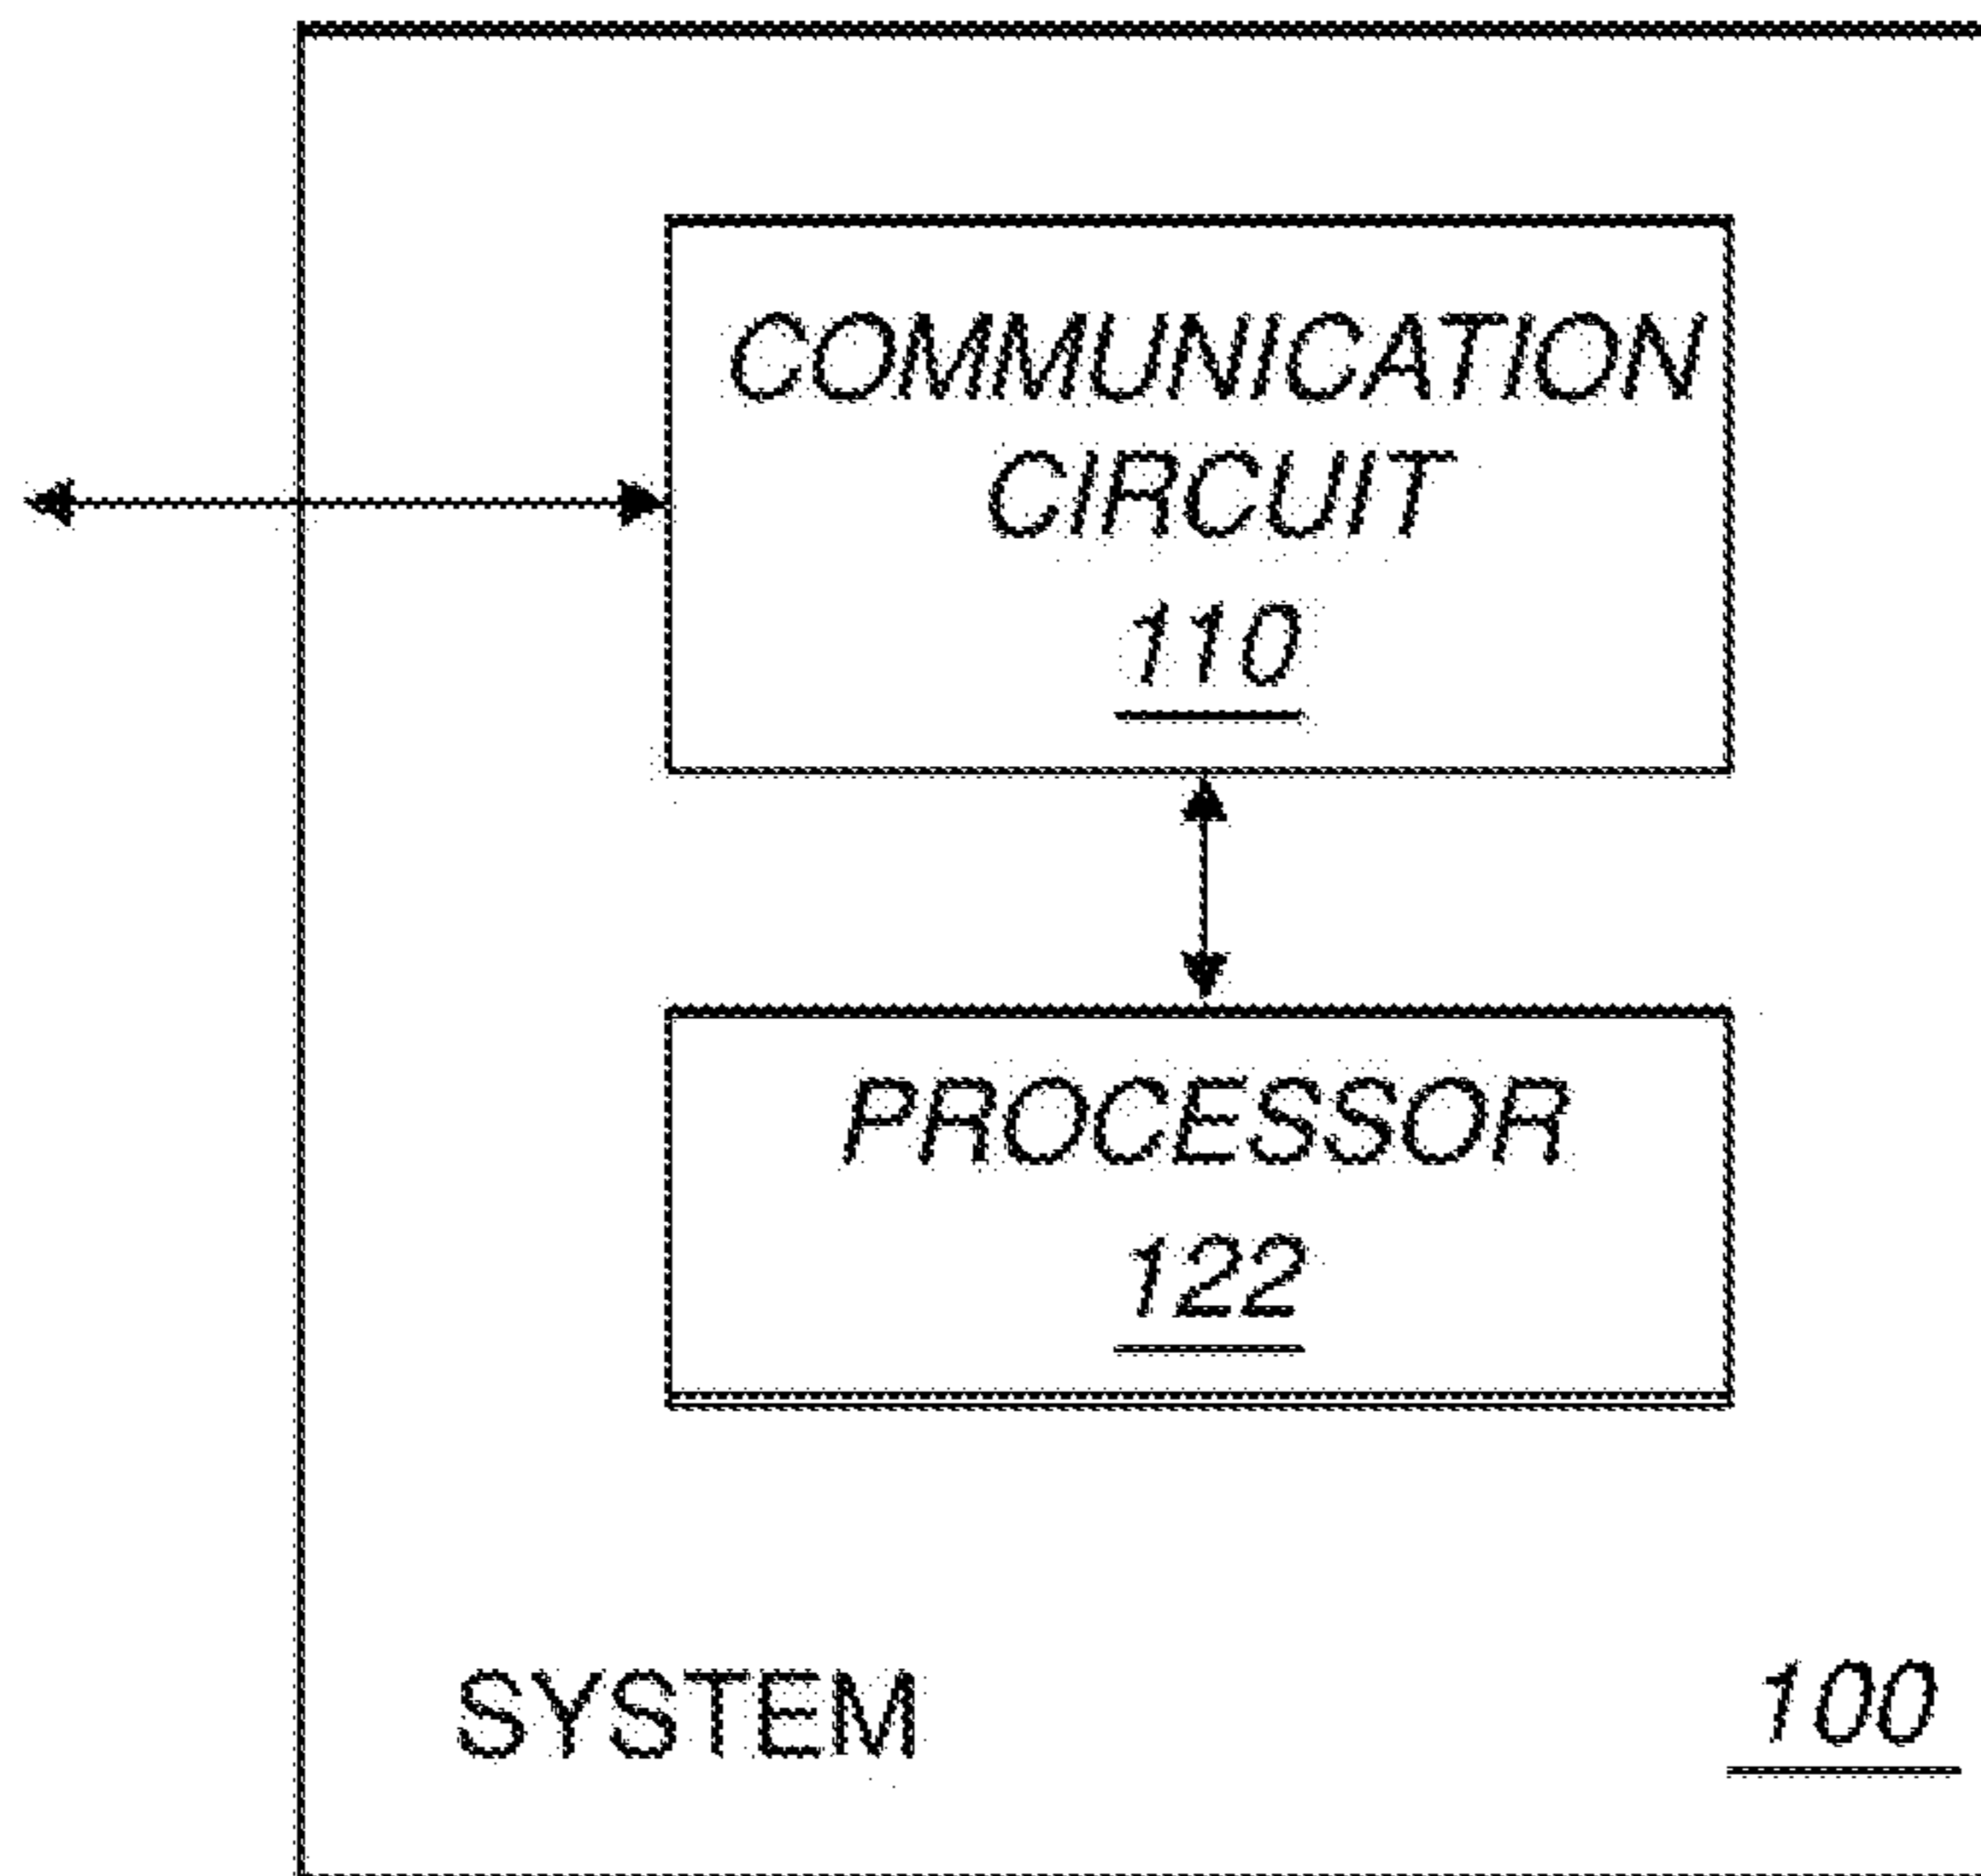 COMMUNICATION
CIRCUIT
110
PROCESSOR
122
SYSTEM 100